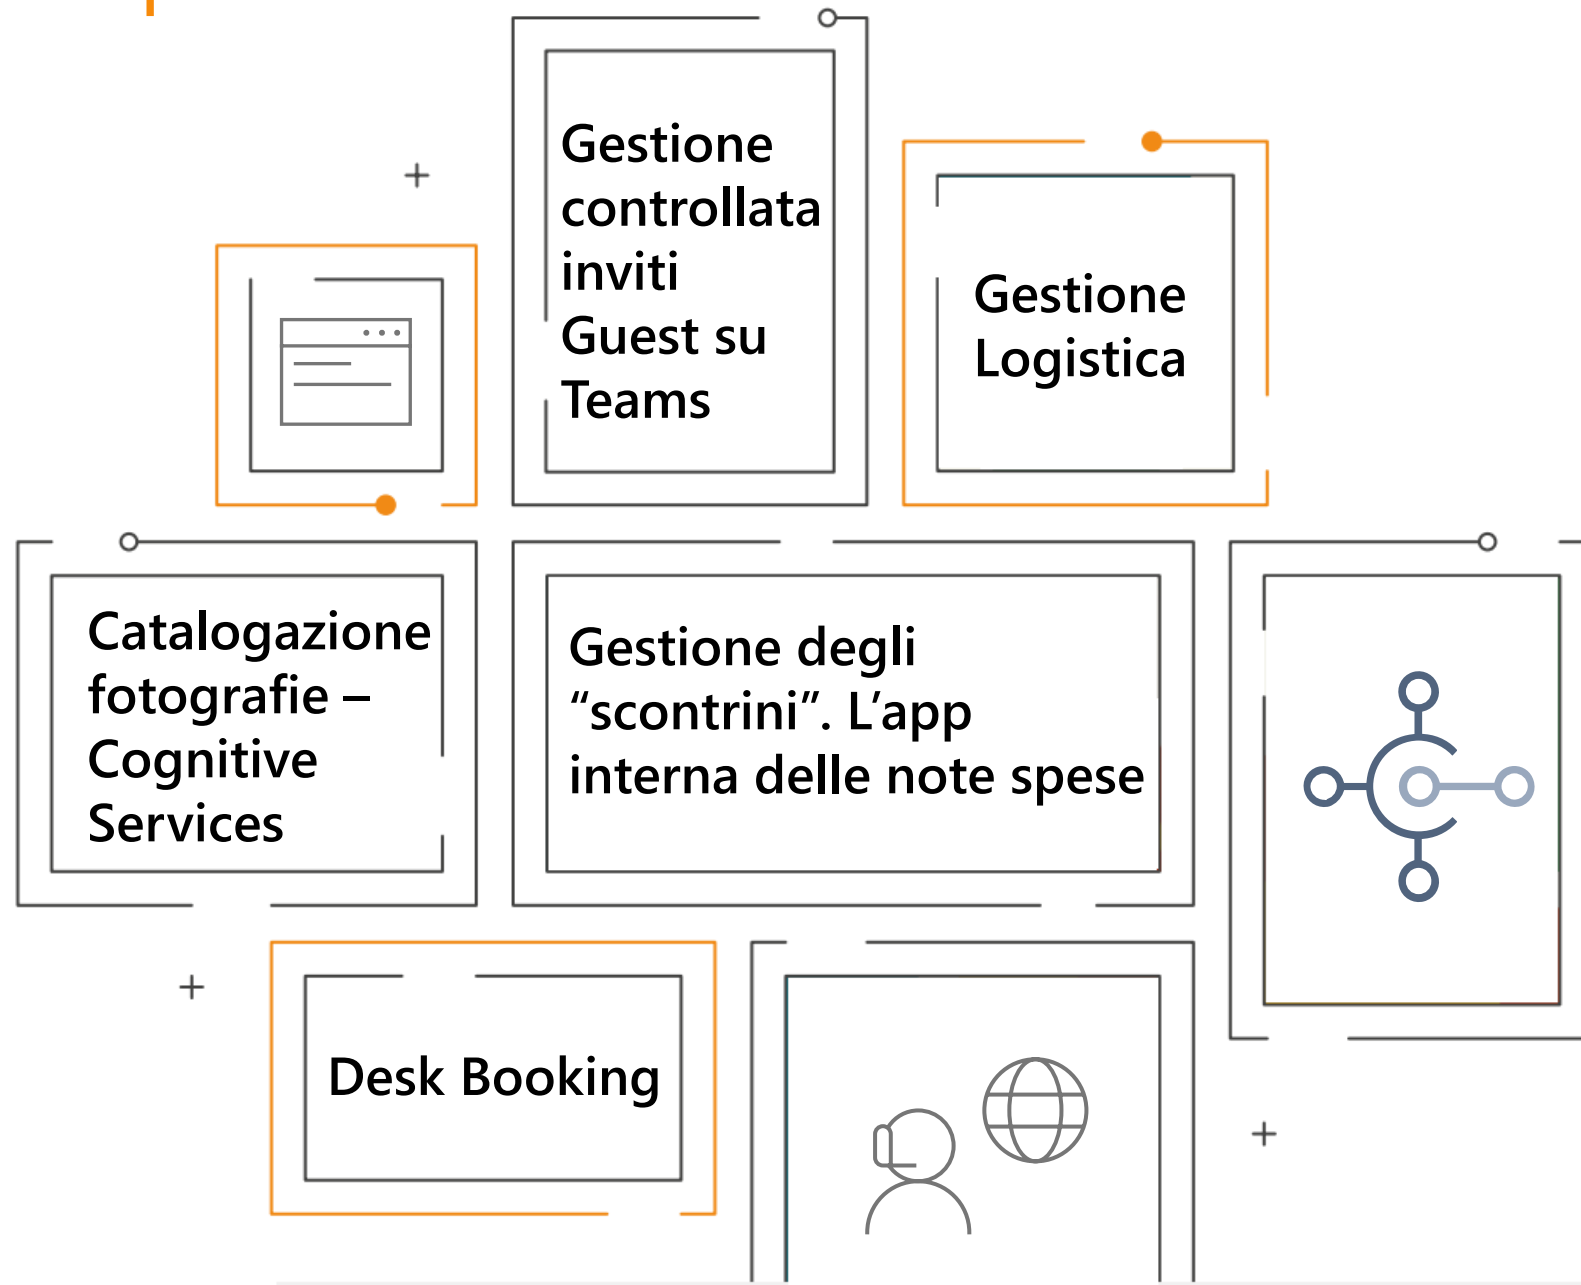 Gestione
controllata
inviti
Guest su
Teams
Gestione
Logistica
Catalogazione
fotografie –
Cognitive
Services
Gestione degli
“scontrini”. L’app
interna delle note spese
Desk Booking